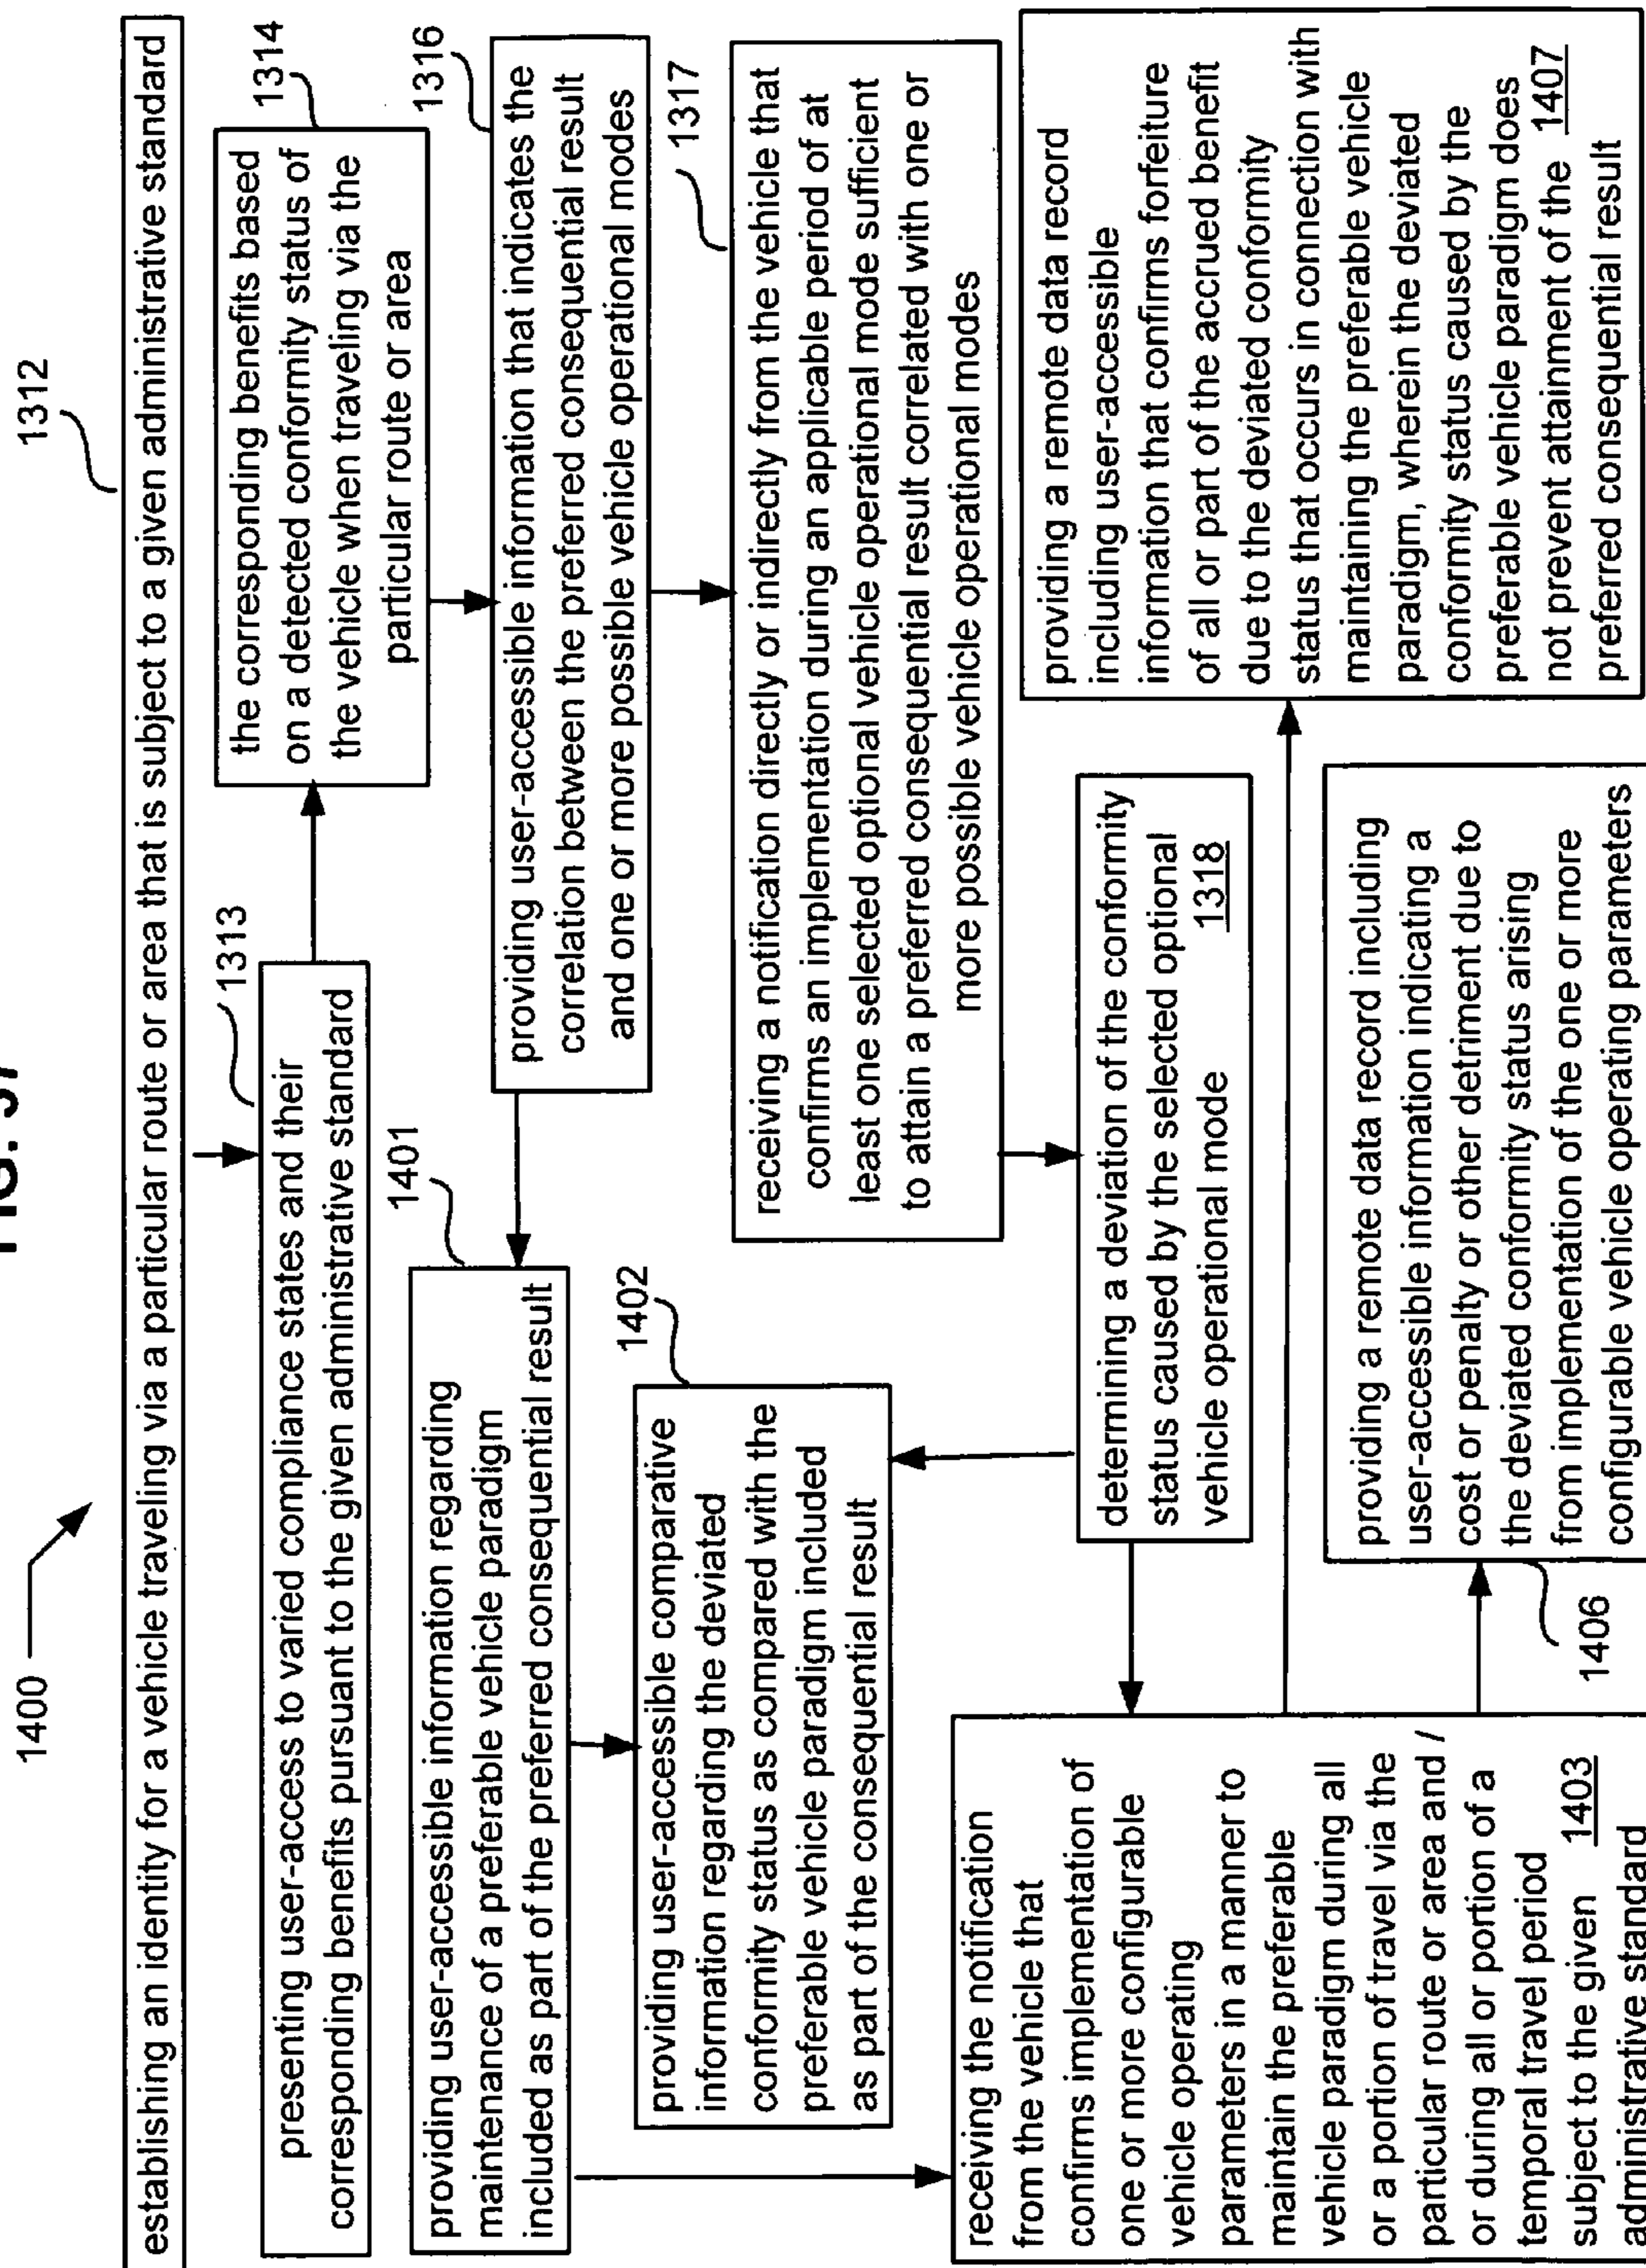 1400
1312
establishing an identity for a vehicle traveling via a particular route or area that is subject to a given administrative standard
1313
presenting user-access to varied compliance states and their
corresponding benefits pursuant to the given administrative standard
1314
the corresponding benefits based
on a detected conformity status of
the vehicle when traveling via the
particular route or area
1316
providing user-accessible information that indicates the
correlation between the preferred consequential result
and one or more possible vehicle operational modes
1401
providing user-accessible information regarding
maintenance of a preferable vehicle paradigm
included as part of the preferred consequential result
1317
receiving a notification directly or indirectly from the vehicle that
confirms an implementation during an applicable period of at
least one selected optional vehicle operational mode sufficient
to attain a preferred consequential result correlated with one or
more possible vehicle operational modes
1402
providing user-accessible comparative
information regarding the deviated
conformity status as compared with the
preferable vehicle paradigm included
as part of the consequential result
determining a deviation of the conformity
status caused by the selected optional
vehicle operational mode 1318
receiving the notification
from the vehicle that
confirms implementation of
one or more configurable
vehicle operating
parameters in a manner to
maintain the preferable
vehicle paradigm during all
or a portion of travel via the
particular route or area and /
or during all or portion of a
temporal travel period
subject to the given 1403
administrative standard
1406
providing a remote data record including
user-accessible information indicating a
cost or penalty or other detriment due to
the deviated conformity status arising
from implementation of the one or more
configurable vehicle operating parameters
providing a remote data record
including user-accessible
information that confirms forfeiture
of all or part of the accrued benefit
due to the deviated conformity
status that occurs in connection with
maintaining the preferable vehicle
paradigm, wherein the deviated
conformity status caused by the
preferable vehicle paradigm does
not prevent attainment of the 1407
preferred consequential result